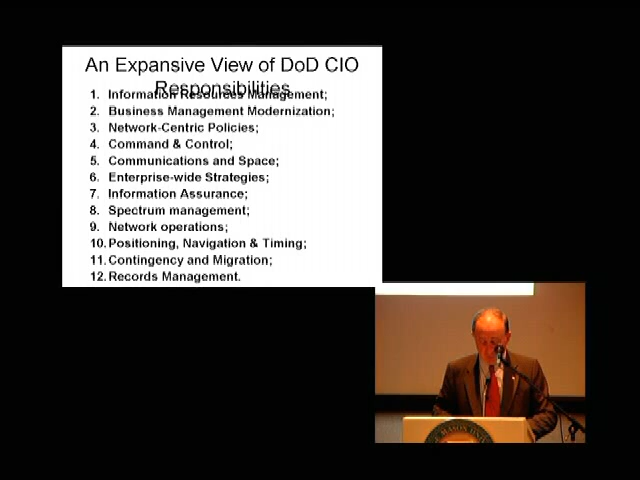 An Expansive View of DoD CIO
Responsibilities
1. Information Resources Management;
2. Business Management Modernization;
3. Network-Centric Policies;
4. Command & Control;
5. Communications and Space;
6. Enterprise-wide Strategies;
7. Information Assurance;
8. Spectrum management;
9. Network operations;
10. Positioning, Navigation & Timing;
11. Contingency and Migration;
12. Records Management.
MASON